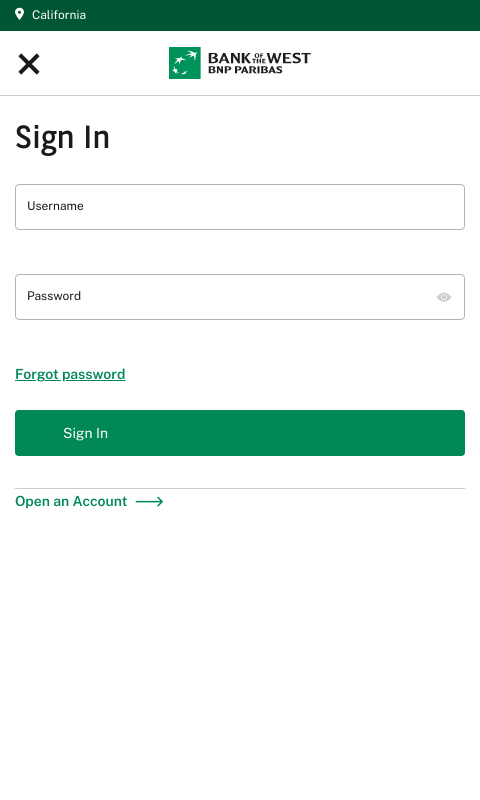 California
BANK OF THE WEST
BNP PARIBAS
Sign In
Username
Password
Forgot password
Sign In
Open an Account